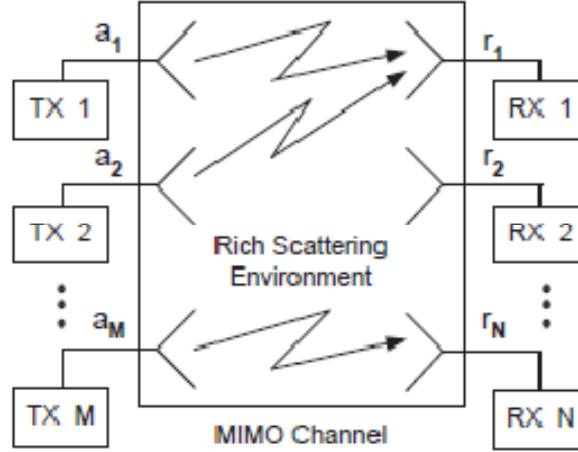 a1 r1
TX 1 RX 1
a2 r2
TX 2 RX 2
Rich Scattering
Environment
aM rN
TX M RX N
MIMO Channel